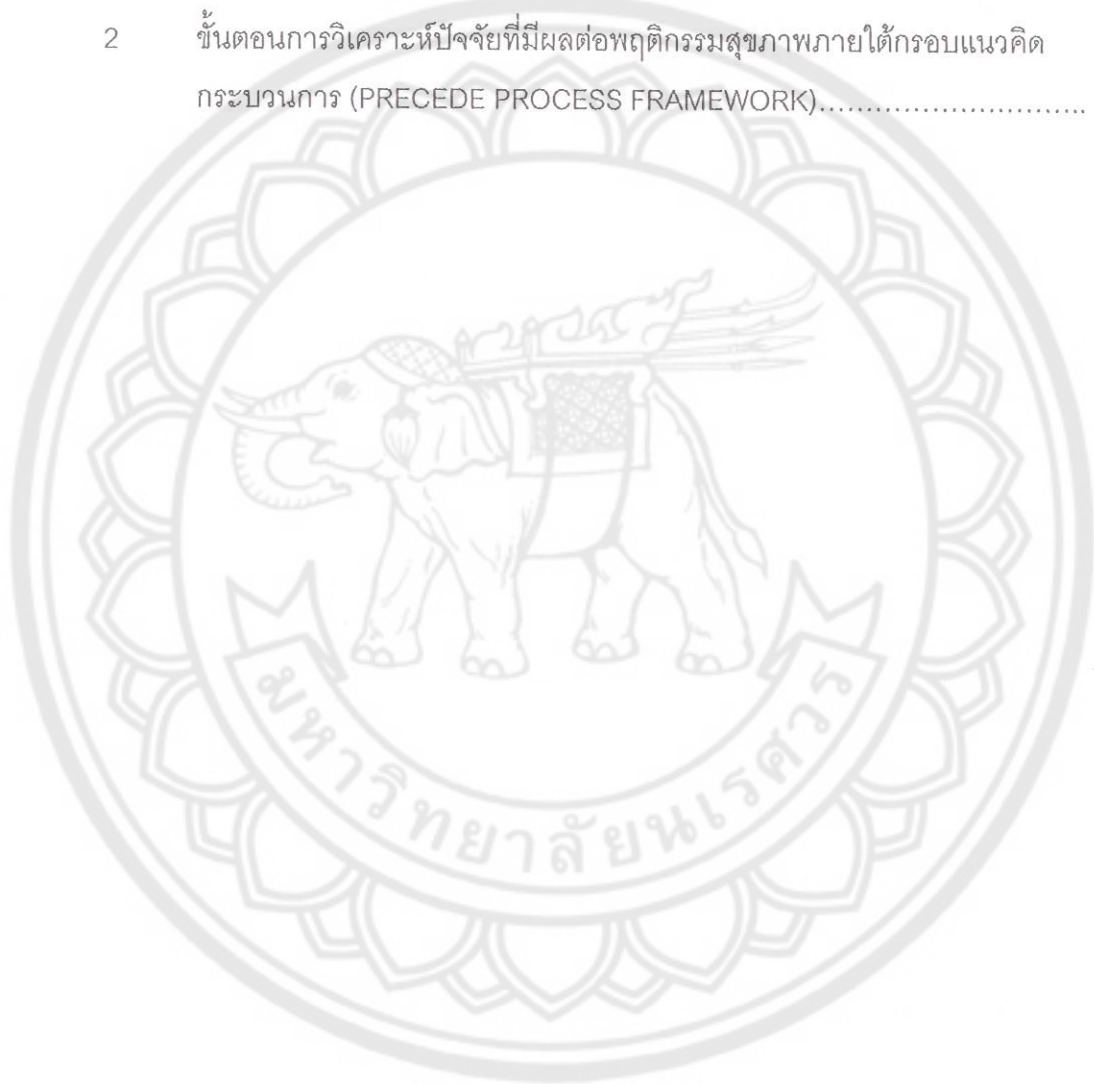 2 ขั้นตอนการวิเคราะห์ปัจจัยที่มีผลต่อพฤติกรรมสุขภาพภายใต้กรอบแนวคิด
กระบวนการ (PRECEDE PROCESS FRAMEWORK)..............................
มหาวิทยาลัยนเรศวร